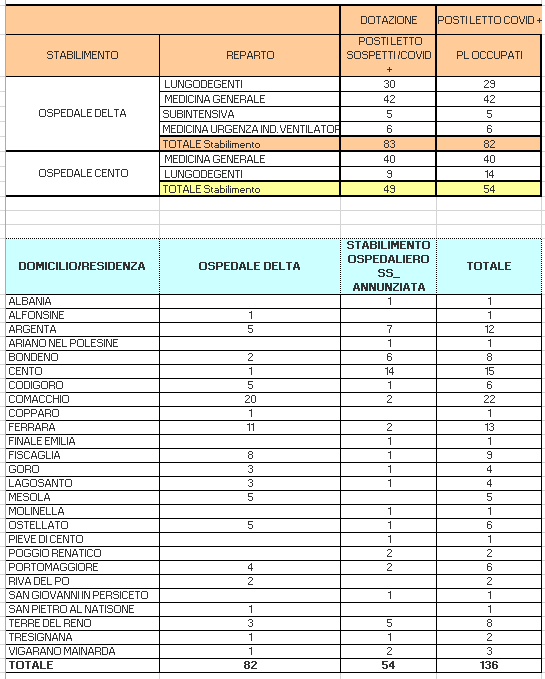 DOTAZIONE POSTI LETTO COVID +
STABILIMENTO REPARTO POSTI LETTO SOSPETTI/COVID + PL OCCUPATI
OSPEDALE DELTA
LUNGODEGENTI 30 29
MEDICINA GENERALE 42 42
SUBINTENSIVA 5 5
MEDICINA URGENZA IND.VENTILATOR 6 6
TOTALE Stabilimento 83 82
OSPEDALE CENTO
MEDICINA GENERALE 40 40
LUNGODEGENTI 9 14
TOTALE Stabilimento 49 54
DOMICILIO/RESIDENZA OSPEDALE DELTA STABILIMENTO OSPEDALIERO SS_ ANNUNZIATA TOTALE
ALBANIA 1 1
ALFONSINE 1 1
ARGENTA 5 7 12
ARIANO NEL POLESINE 1 1
BONDENO 2 6 8
CENTO 1 14 15
CODIGORO 5 1 6
COMACCHIO 20 2 22
COPPARO 1 1
FERRARA 11 2 13
FINALE EMILIA 1 1
FISCAGLIA 8 1 9
GORO 3 1 4
LAGOSANTO 3 1 4
MESOLA 5 5
MOLINELLA 1 1
OSTELLATO 5 1 6
PIEVE DI CENTO 1 1
POGGIO RENATICO 2 2
PORTOMAGGIORE 4 2 6
RIVA DEL PO 2 2
SAN GIOVANNI IN PERSICETO 1 1
SAN PIETRO AL NATISONE 1 1
TERRE DEL RENO 3 5 8
TRESIGNANA 1 1 2
VIGARANO MAINARDA 1 2 3
TOTALE 82 54 136